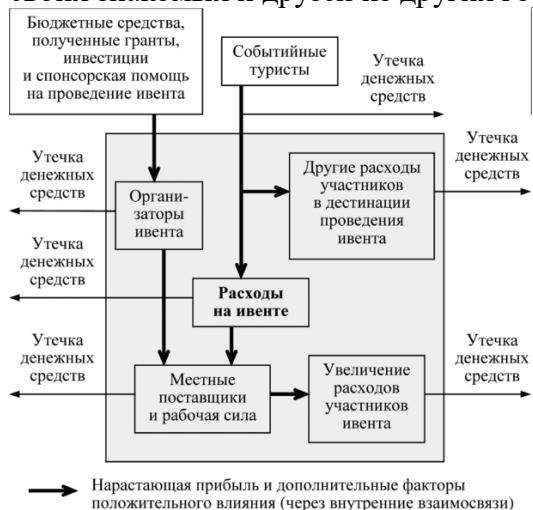 Бюджетные средства,
полученные гранты,
инвестиции
и спонсорская помощь
на проведение ивента
Событийные
туристы
Утечка
денежных
средств
Утечка
денежных
средств
Органи-
заторы
ивента
Другие расходы
участников
в дестинации
проведения
ивента
Утечка
денежных
средств
Утечка
денежных
средств
Расходы
на ивенте
Утечка
денежных
средств
Местные
поставщики
и рабочая сила
Увеличение
расходов
участников
ивента
Утечка
денежных
средств
Нарастающая прибыль и дополнительные факторы
положительного влияния (через внутренние взаимосвязи)